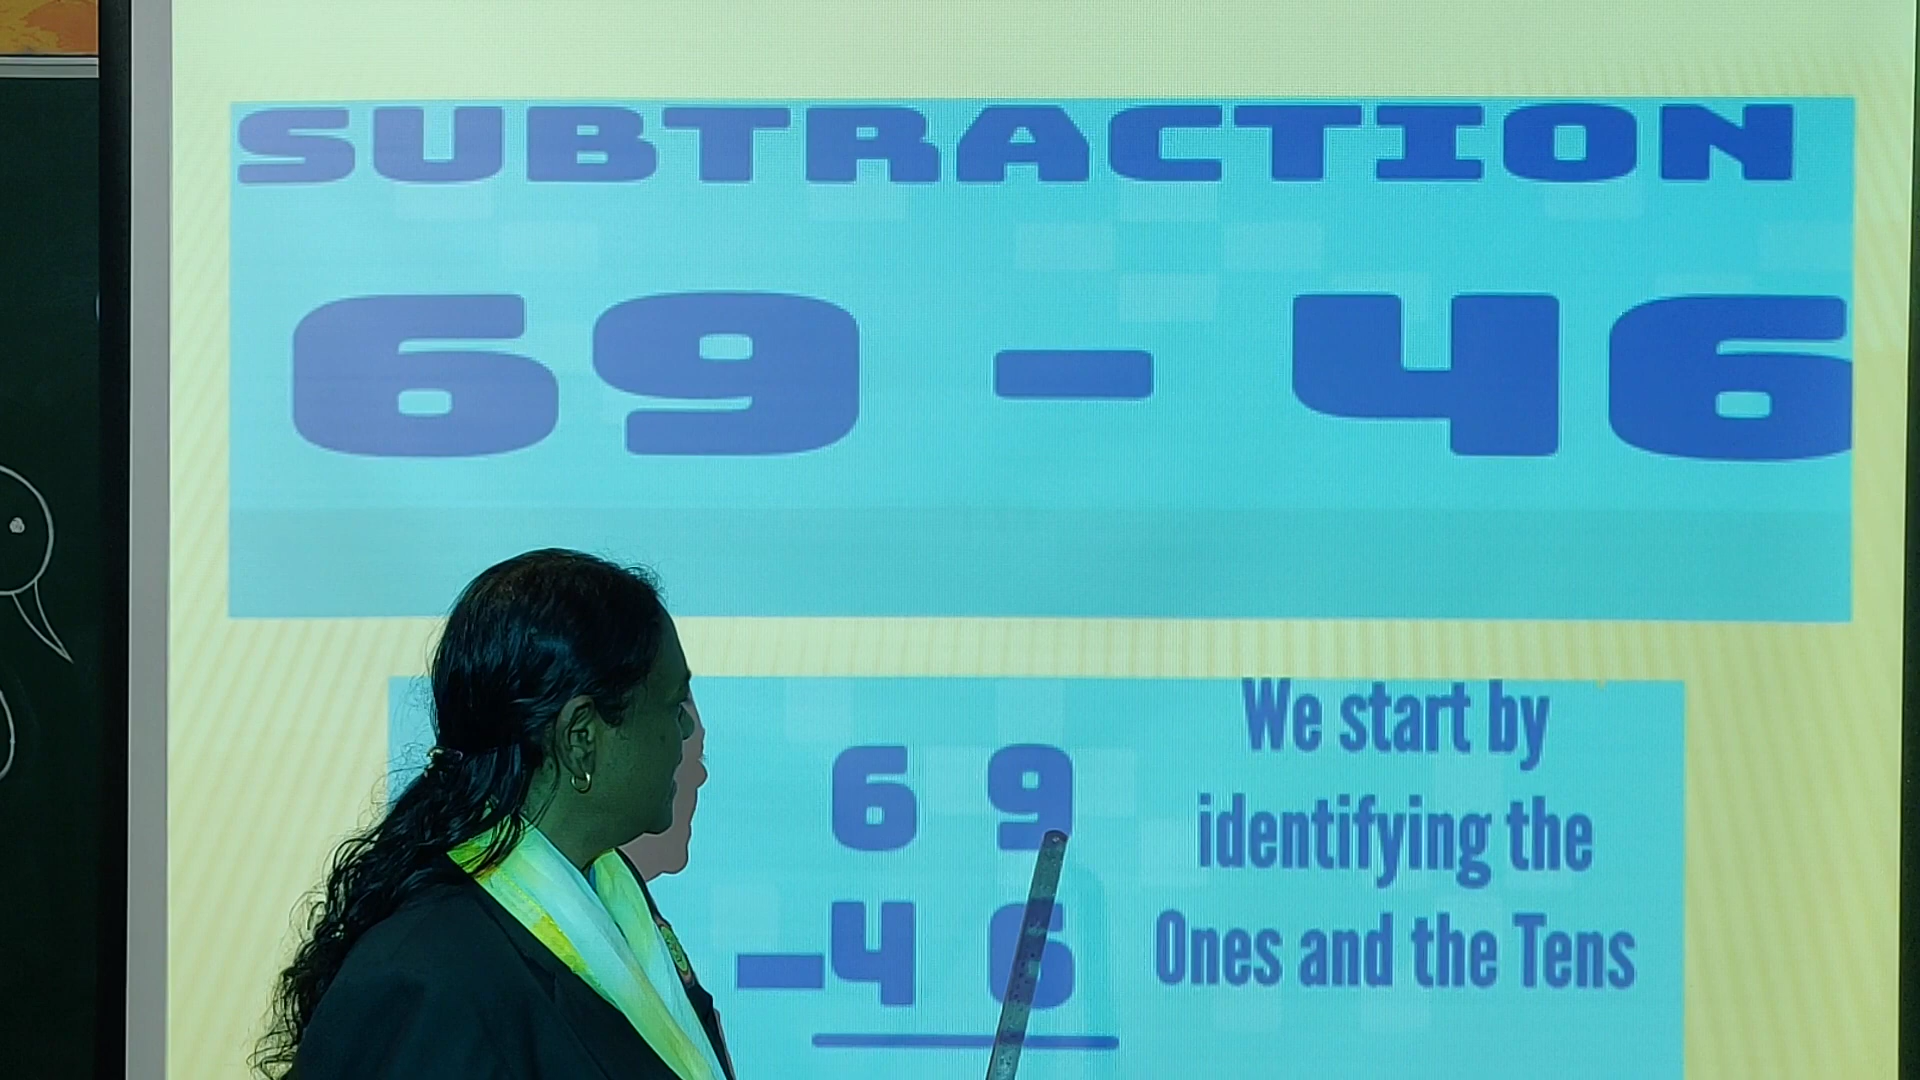 SUBTRACTION
69 - 46
6 9
-4 6
We start by
identifying the
Ones and the Tens